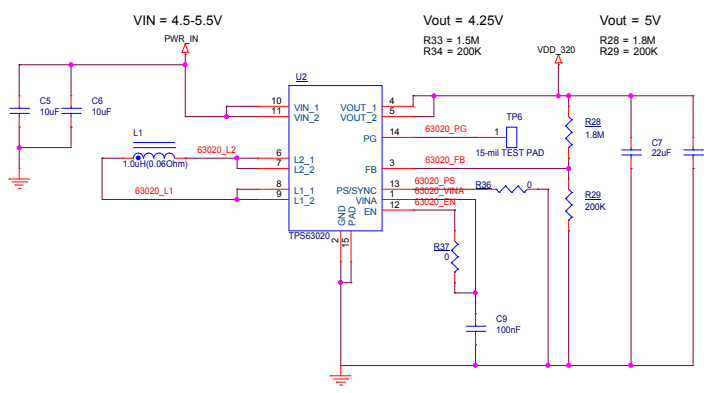 VIN = 4.5-5.5V
Vout = 4.25V
Vout = 5V
PWR_IN
R33 = 1.5M
R34 = 200K
R28 = 1.8M
R29 = 200K
VDD_320
U2
C5
10uF
C6
10uF
10
11
VIN_1
VIN_2
VOUT_1
VOUT_2
4
5
TP6
PG
14
63020_PG
1
15-mil TEST PAD
R28
1.8M
C7
22uF
L1
1.0uH(0.06Ohm)
63020_L2
6
7
L2_1
L2_2
FB
3
63020_FB
63020_L1
8
9
L1_1
L1_2
PS/SYNC
VINA
EN
13
1
12
63020_PS
63020_VINA
63020_EN
R36
0
R29
200K
GND
PAD
2
15
TPS63020
R37
0
C9
100nF